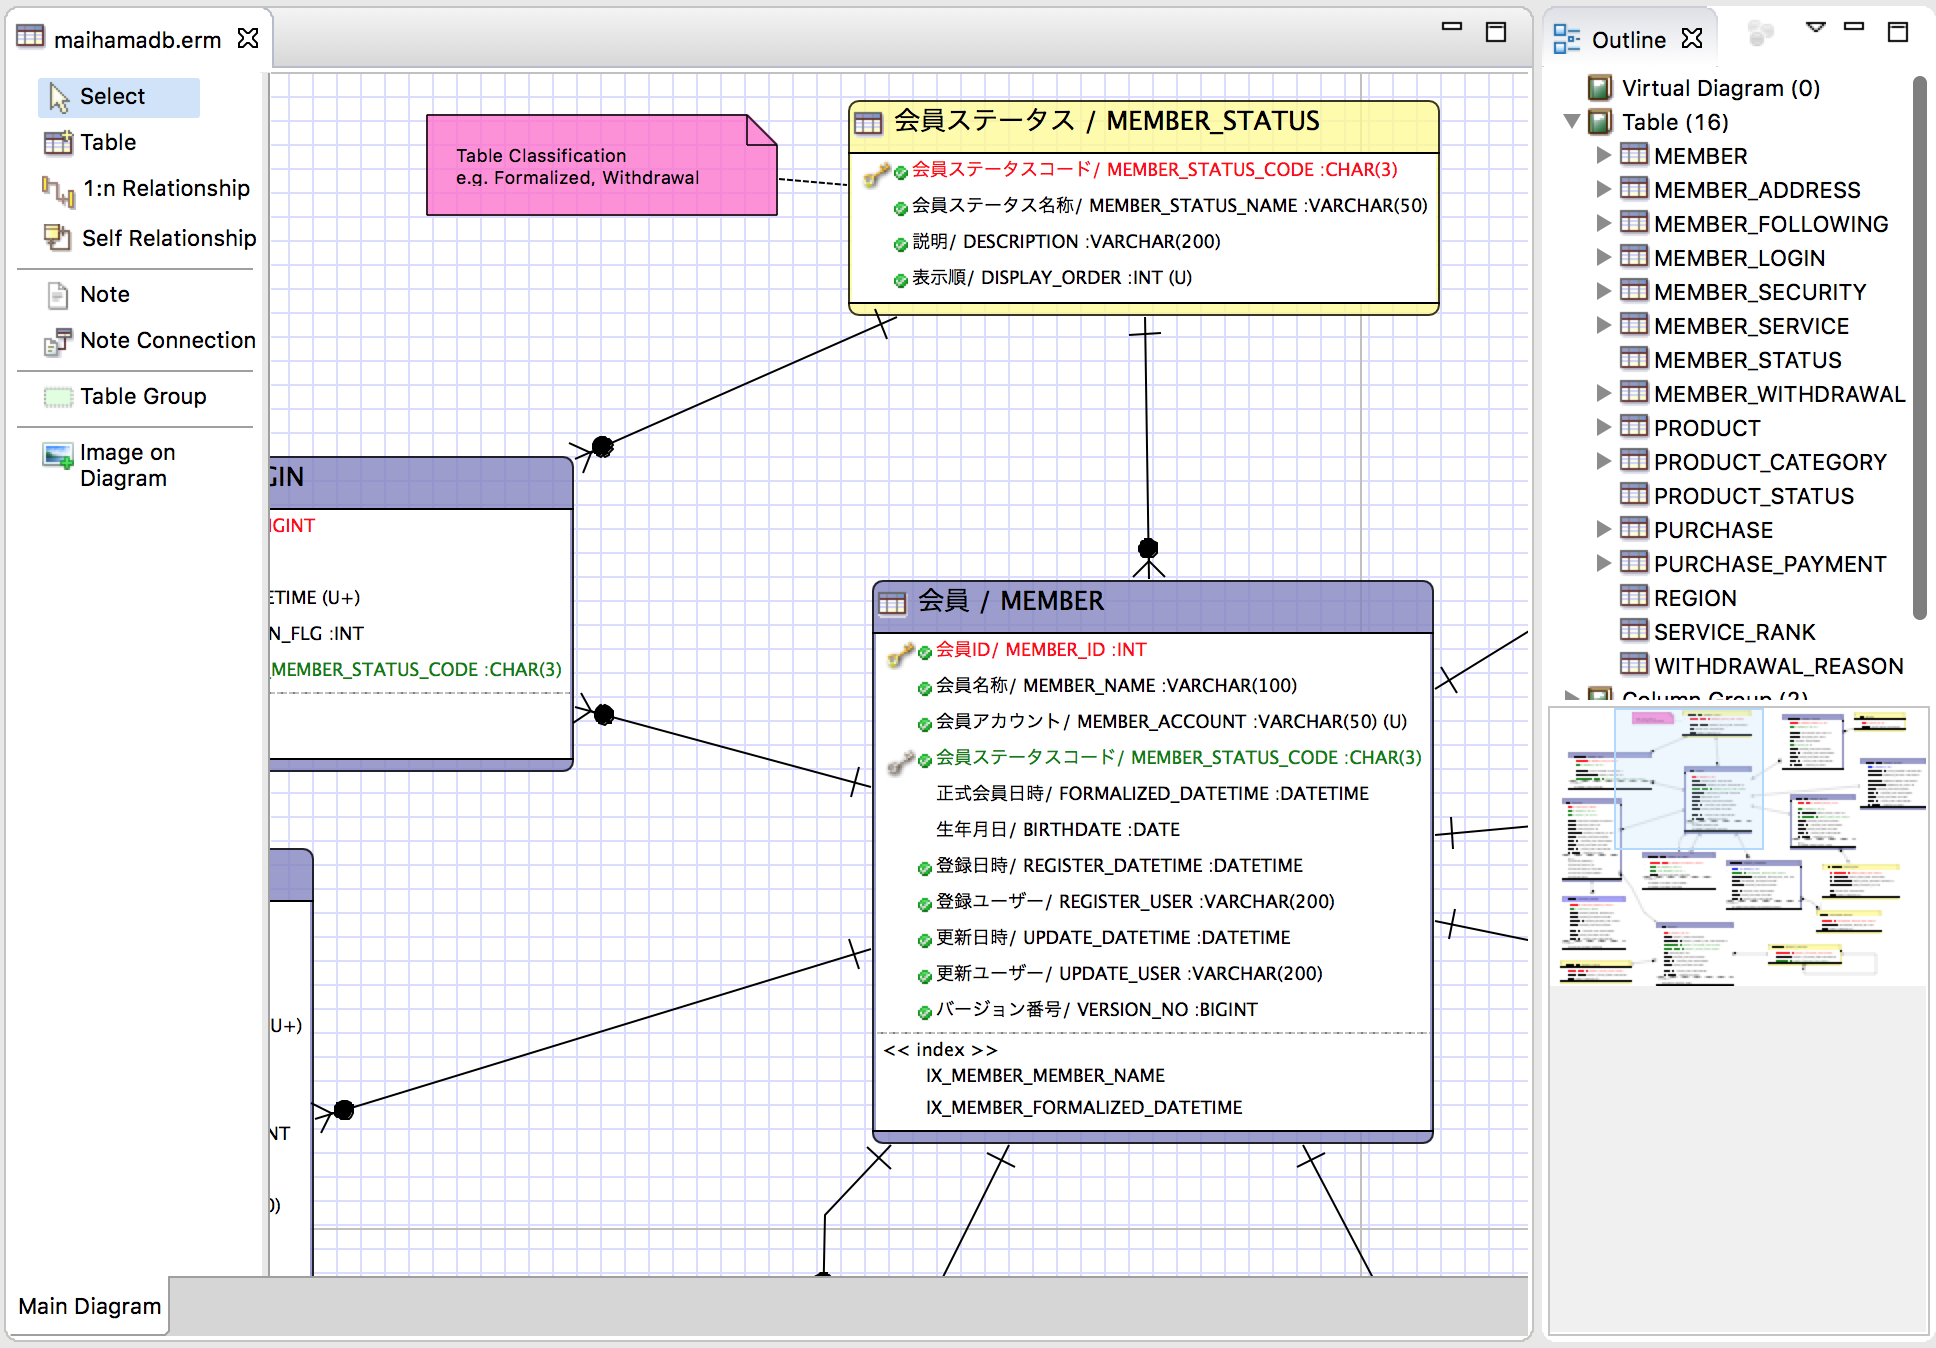 maihamadb.erm
Select
Table
1:n Relationship
Self Relationship
Note
Note Connection
Table Group
Image on
Diagram
Table Classification
e.g. Formalized, Withdrawal
会員ステータス / MEMBER_STATUS
会員ステータスコード/ MEMBER_STATUS_CODE :CHAR(3)
会員ステータス名称/ MEMBER_STATUS_NAME :VARCHAR(50)
説明/ DESCRIPTION :VARCHAR(200)
表示順/ DISPLAY_ORDER :INT (U)
GIN
IGINT
ETIME (U+)
N_FLG :INT
MEMBER_STATUS_CODE :CHAR(3)
U+)
NT
0)
会員 / MEMBER
会員ID/ MEMBER_ID :INT
会員名称/ MEMBER_NAME :VARCHAR(100)
会員アカウント/ MEMBER_ACCOUNT :VARCHAR(50) (U)
会員ステータスコード/ MEMBER_STATUS_CODE :CHAR(3)
正式会員日時/ FORMALIZED_DATETIME :DATETIME
生年月日/ BIRTHDATE :DATE
登録日時/ REGISTER_DATETIME :DATETIME
登録ユーザー/ REGISTER_USER :VARCHAR(200)
更新日時/ UPDATE_DATETIME :DATETIME
更新ユーザー/ UPDATE_USER :VARCHAR(200)
バージョン番号/ VERSION_NO :BIGINT
<< index >>
IX_MEMBER_MEMBER_NAME
IX_MEMBER_FORMALIZED_DATETIME
Main Diagram
Outline
Virtual Diagram (0)
Table (16)
MEMBER
MEMBER_ADDRESS
MEMBER_FOLLOWING
MEMBER_LOGIN
MEMBER_SECURITY
MEMBER_SERVICE
MEMBER_STATUS
MEMBER_WITHDRAWAL
PRODUCT
PRODUCT_CATEGORY
PRODUCT_STATUS
PURCHASE
PURCHASE_PAYMENT
REGION
SERVICE_RANK
WITHDRAWAL_REASON
Column Group (2)